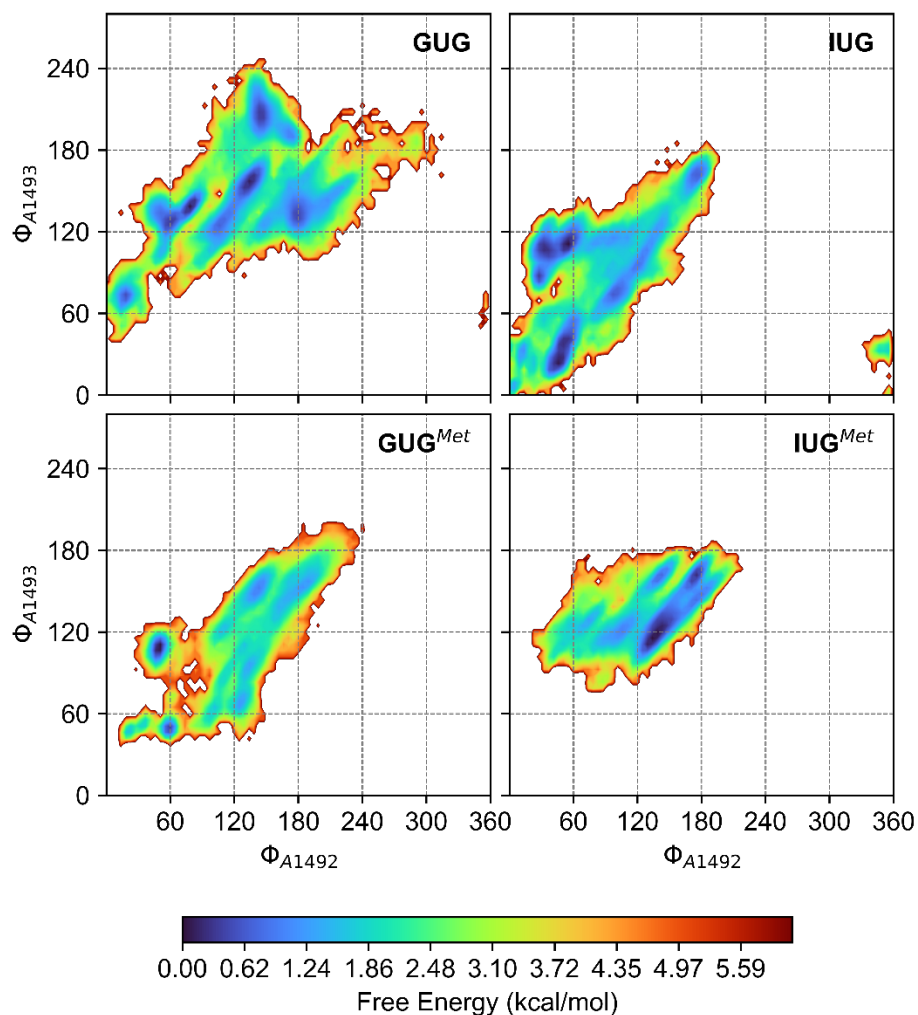 GUG
IUG
240
180
120
60
0
Φ_A1493
GUG^Met
IUG^Met
240
180
120
60
0
Φ_A1493
60 120 180 240 300 360 60 120 180 240 300 360
Φ_A1492 Φ_A1492
0.00 0.62 1.24 1.86 2.48 3.10 3.72 4.35 4.97 5.59
Free Energy (kcal/mol)